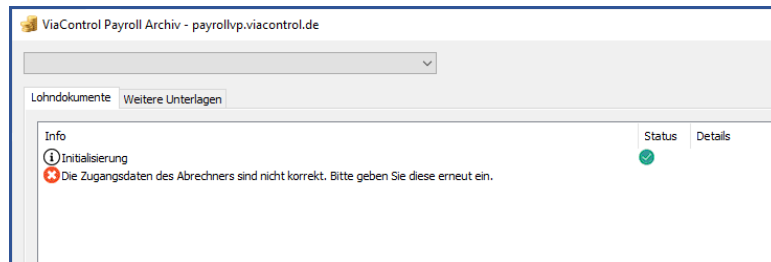 ViaControl Payroll Archiv - payrollvp.viacontrol.de
Lohndokumente Weitere Unterlagen
Info Status Details
Initialisierung
Die Zugangsdaten des Abrechners sind nicht korrekt. Bitte geben Sie diese erneut ein.